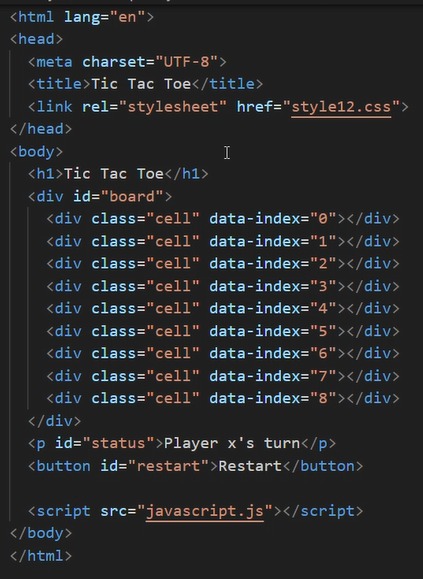 <html lang="en">
<head>
<meta charset="UTF-8">
<title>Tic Tac Toe</title>
<link rel="stylesheet" href="style12.css">
</head>
<body>
<h1>Tic Tac Toe</h1>
<div id="board">
<div class="cell" data-index="0"></div>
<div class="cell" data-index="1"></div>
<div class="cell" data-index="2"></div>
<div class="cell" data-index="3"></div>
<div class="cell" data-index="4"></div>
<div class="cell" data-index="5"></div>
<div class="cell" data-index="6"></div>
<div class="cell" data-index="7"></div>
<div class="cell" data-index="8"></div>
</div>
<p id="status">Player x's turn</p>
<button id="restart">Restart</button>
<script src="javascript.js"></script>
</body>
</html>